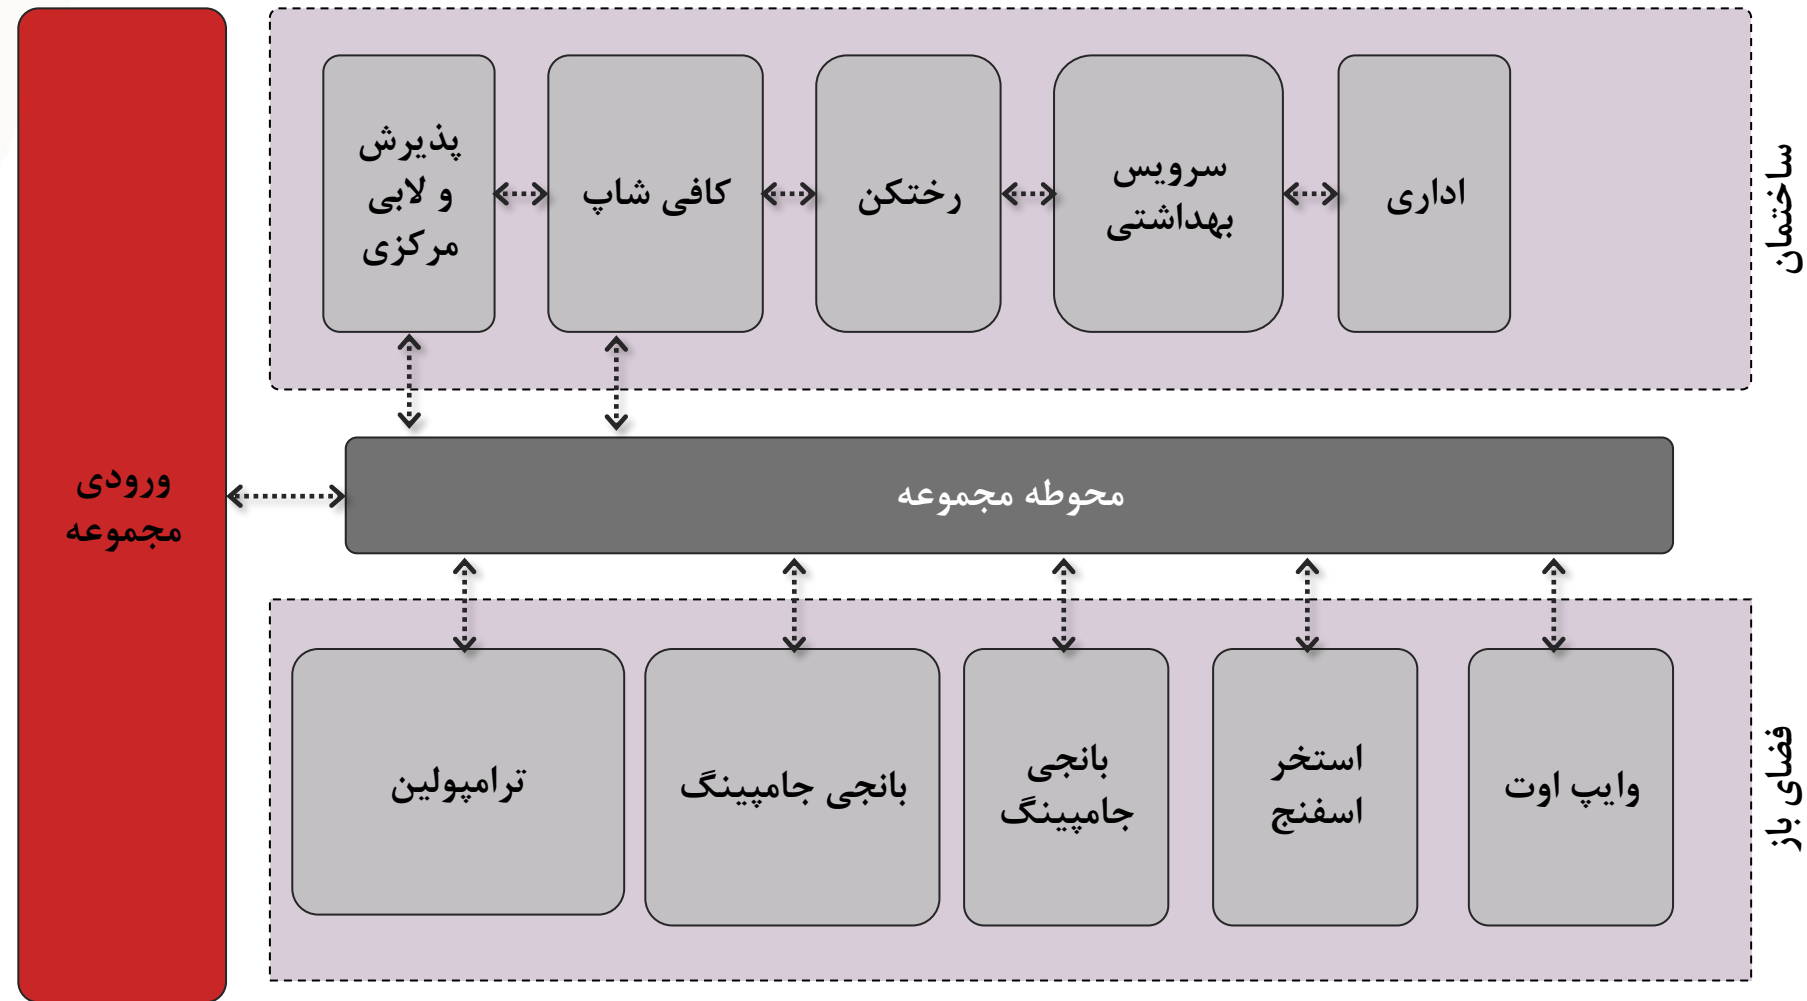 ورودی
مجموعه
ساختمان
اداری
سرویس
بهداشتی
رختکن
کافی شاپ
پذیرش
و لابی
مرکزی
محوطه مجموعه
فضای باز
وایپ اوت
استخر
اسفنج
بانجی
جامپینگ
بانجی جامپینگ
ترامپولین